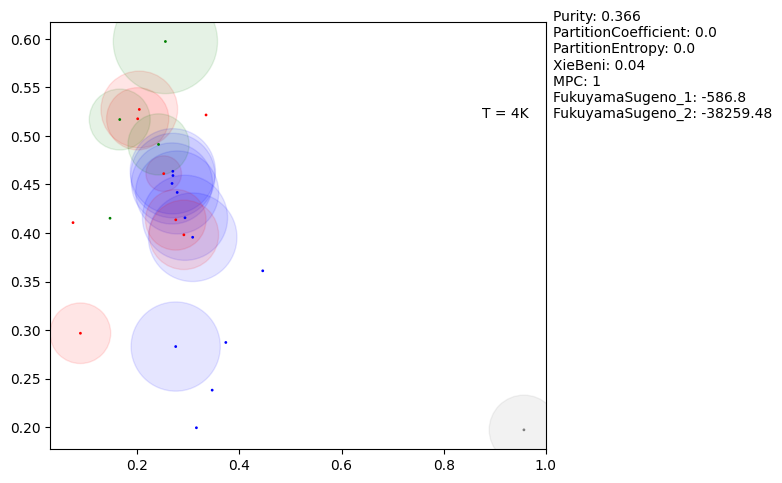 Purity: 0.366
PartitionCoefficient: 0.0
PartitionEntropy: 0.0
XieBeni: 0.04
MPC: 1
FukuyamaSugeno_1: -586.8
FukuyamaSugeno_2: -38259.48
T = 4K
0.60
0.55
0.50
0.45
0.40
0.35
0.30
0.25
0.20
0.2
0.4
0.6
0.8
1.0